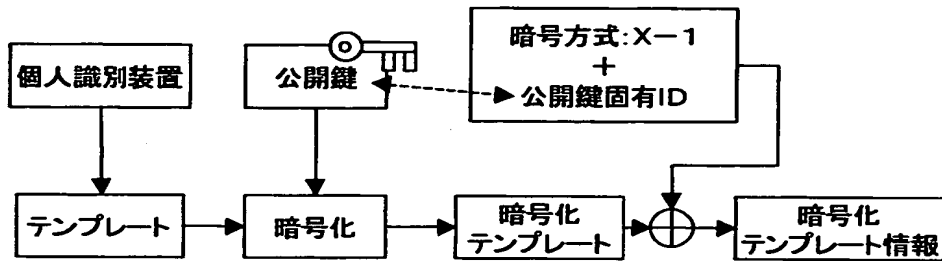 個人識別装置
公開鍵
暗号方式:X-1
+
公開鍵固有ID
テンプレート
暗号化
暗号化
テンプレート
暗号化
テンプレート情報